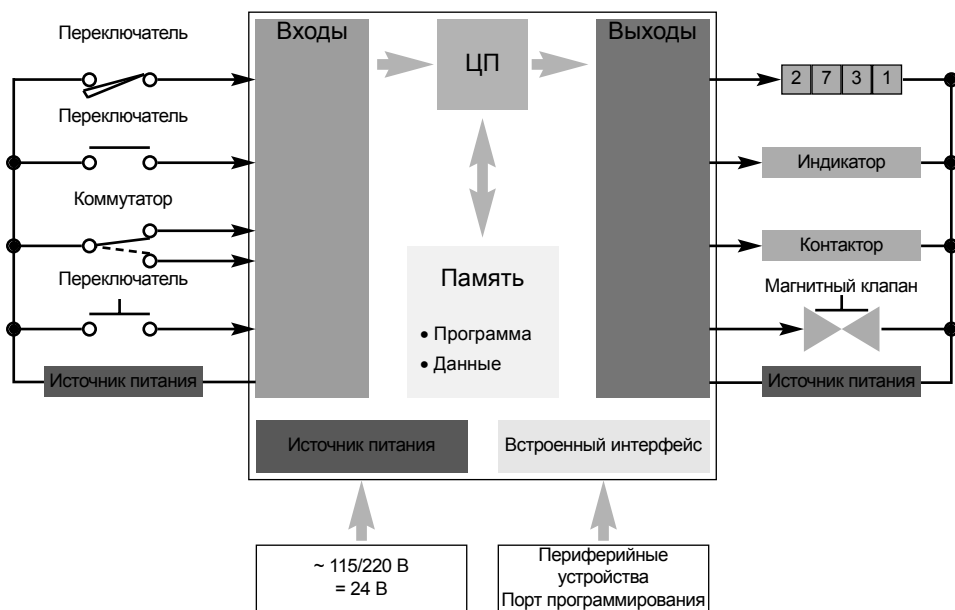 Переключатель
Переключатель
Коммутатор
Переключатель
Источник питания
Входы
ЦП
Выходы
Память
• Программа
• Данные
Источник питания
Встроенный интерфейс
2 7 3 1
Индикатор
Контактор
Магнитный клапан
Источник питания
~ 115/220 В
= 24 В
Периферийные
устройства
Порт программирования